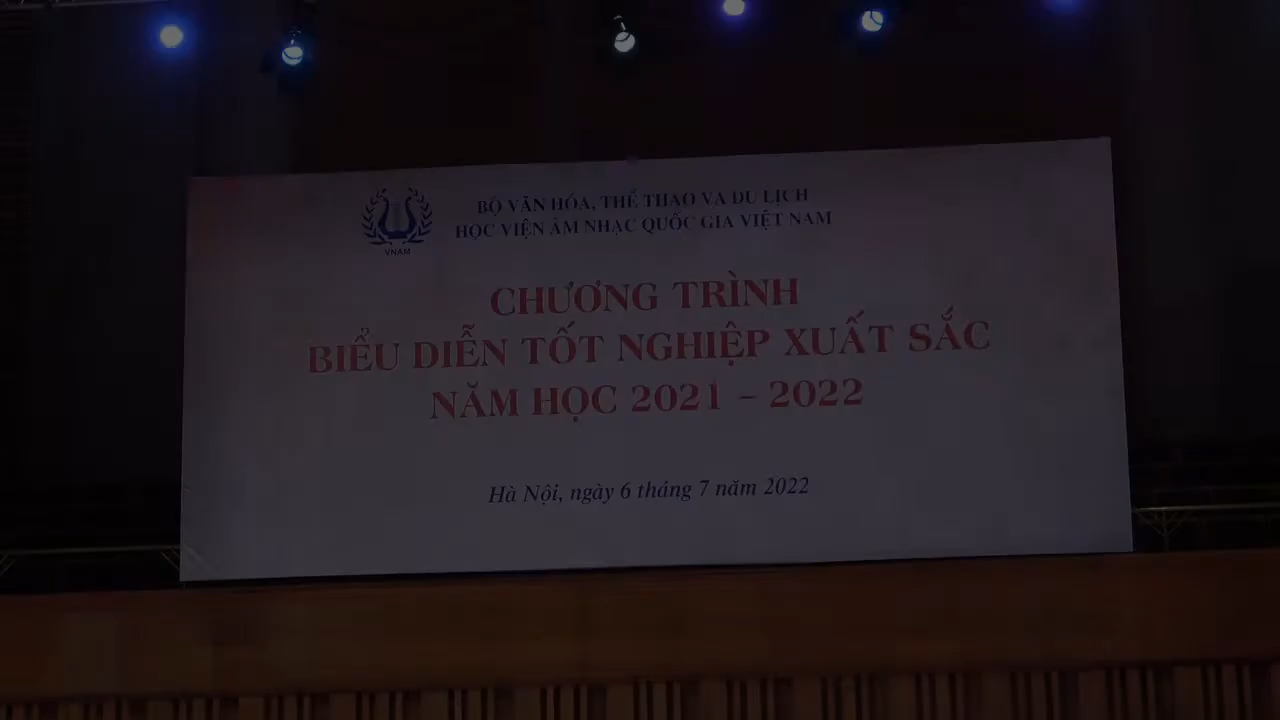 BỘ VĂN HÓA, THỂ THAO VÀ DU LỊCH
HỌC VIỆN ÂM NHẠC QUỐC GIA VIỆT NAM
VNAM
CHƯƠNG TRÌNH
BIỂU DIỄN TỐT NGHIỆP XUẤT SẮC
NĂM HỌC 2021 - 2022
Hà Nội, ngày 6 tháng 7 năm 2022